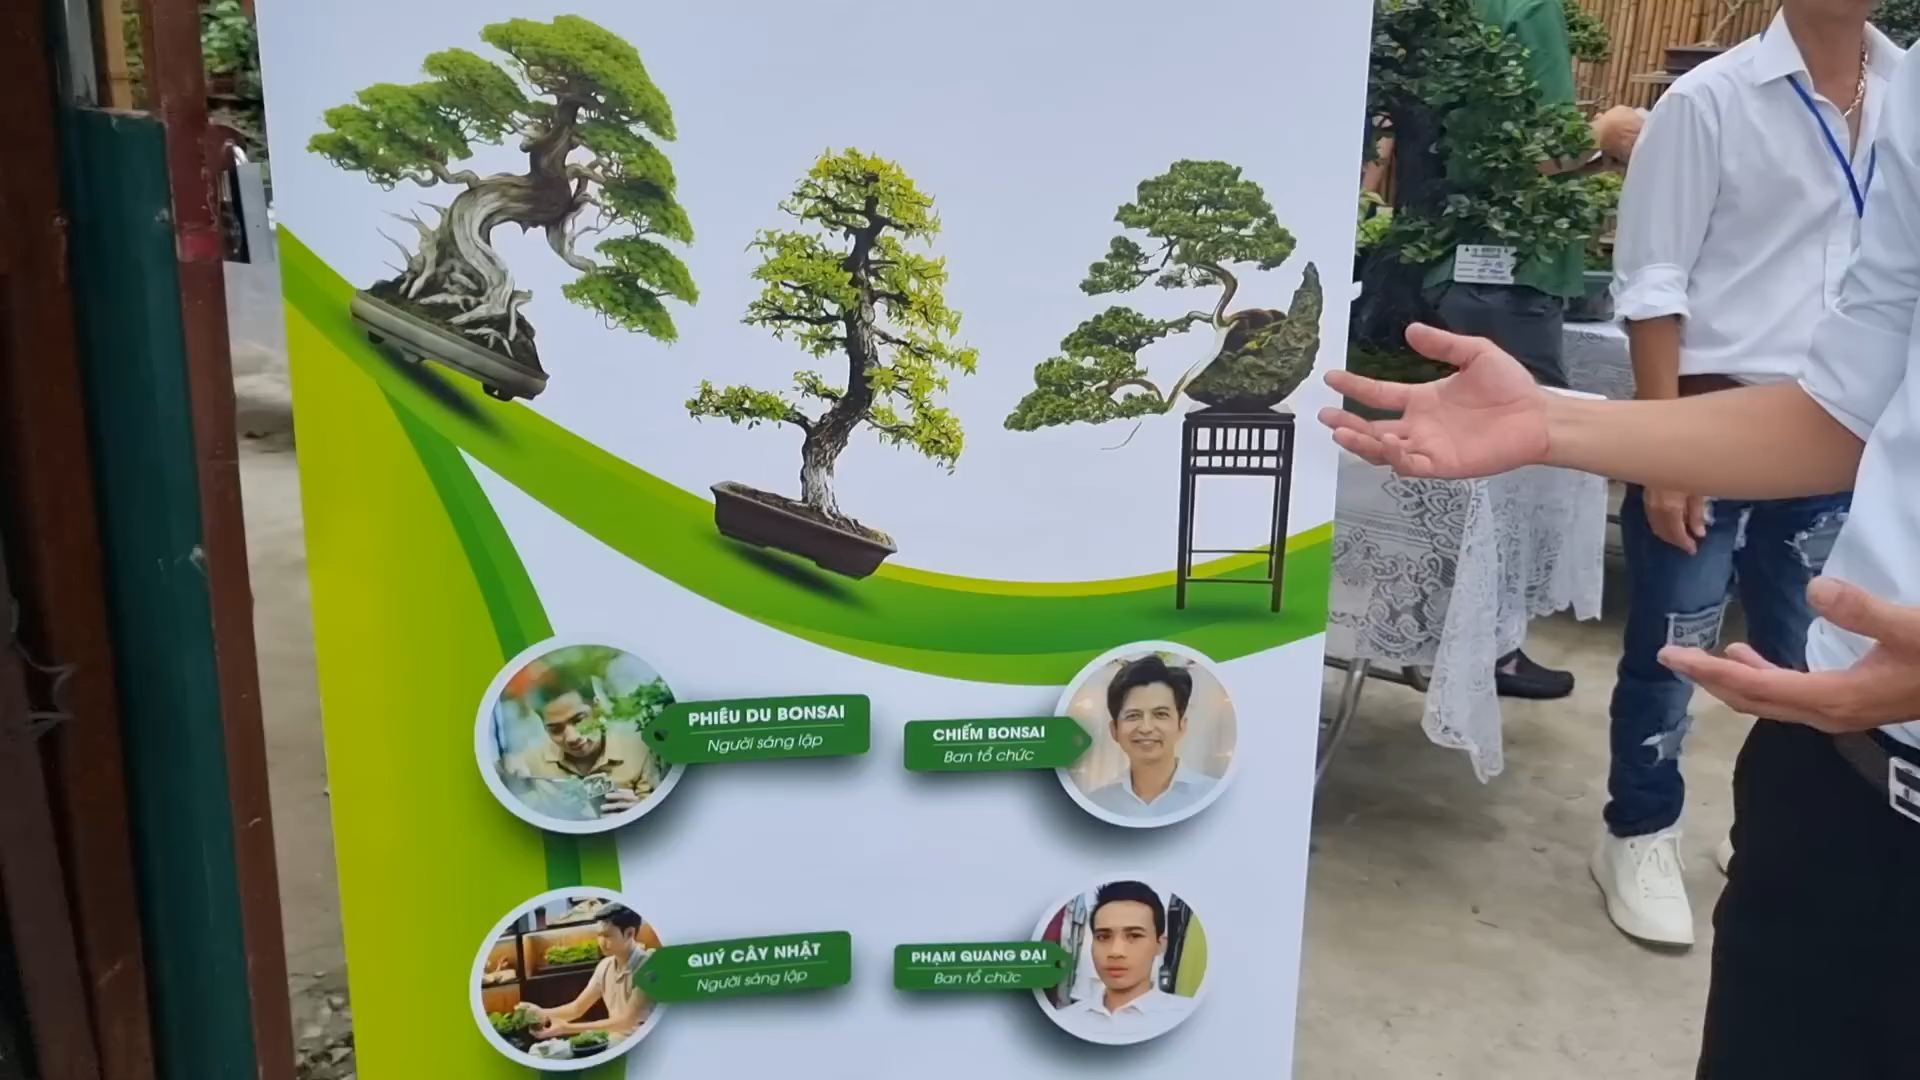 PHIÊU DU BONSAI
Người sáng lập
CHIẾM BONSAI
Ban tổ chức
QUÝ CÂY NHẬT
Người sáng lập
PHẠM QUANG ĐẠI
Ban tổ chức